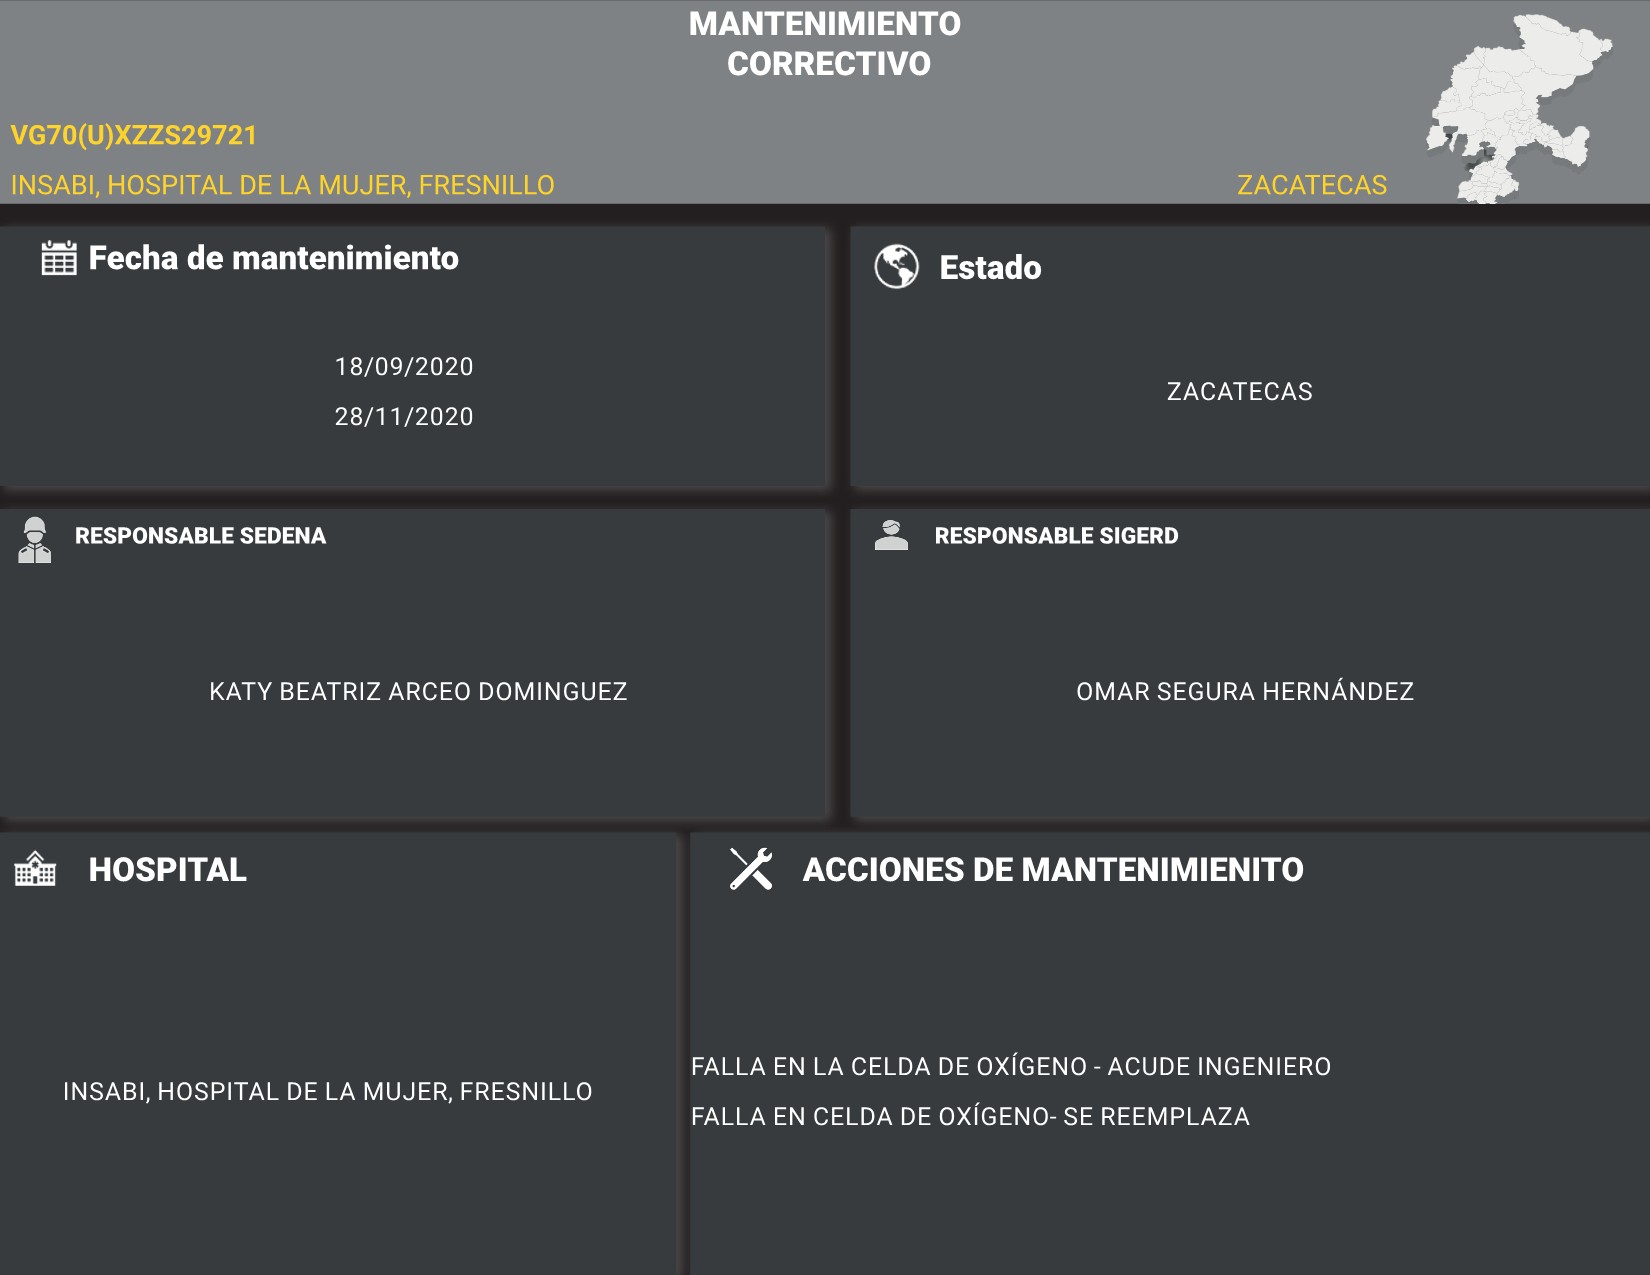 MANTENIMIENTO
CORRECTIVO
VG70(U)XZZS29721
INSABI, HOSPITAL DE LA MUJER, FRESNILLO
ZACATECAS
Fecha de mantenimiento
18/09/2020
28/11/2020
Estado
ZACATECAS
RESPONSABLE SEDENA
KATY BEATRIZ ARCEO DOMINGUEZ
RESPONSABLE SIGERD
OMAR SEGURA HERNÁNDEZ
HOSPITAL
INSABI, HOSPITAL DE LA MUJER, FRESNILLO
ACCIONES DE MANTENIMIENITO
FALLA EN LA CELDA DE OXÍGENO - ACUDE INGENIERO
FALLA EN CELDA DE OXÍGENO- SE REEMPLAZA